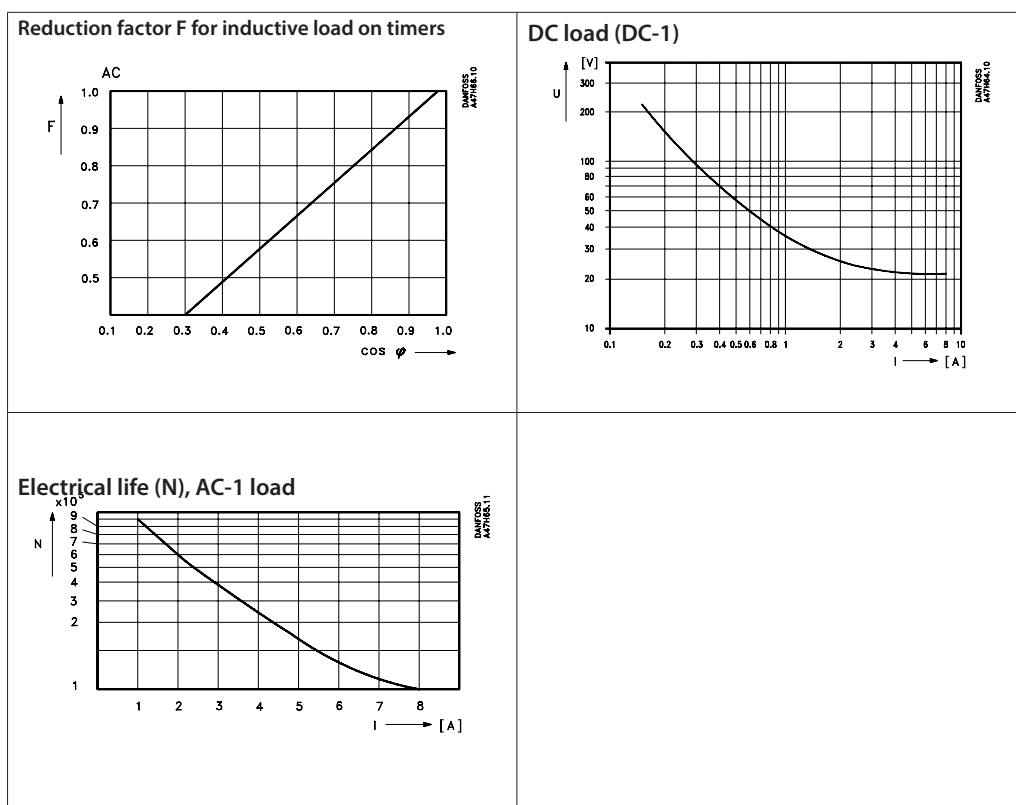 Reduction factor F for inductive load on timers
AC
F
1.0
0.9
0.8
0.7
0.6
0.5
0.1 0.2 0.3 0.4 0.5 0.6 0.7 0.8 0.9 1.0
cos φ
DANFOSS
A47H66.10
DC load (DC-1)
[V]
U
300
200
100
80
60
50
40
30
20
10
0.1 0.2 0.3 0.4 0.5 0.6 0.8 1 2 3 4 6 8 10
I [A]
DANFOSS
A47H64.10
Electrical life (N), AC-1 load
x10⁵
N
9
8
7
6
5
4
3
2
1
1 2 3 4 5 6 7 8
I [A]
DANFOSS
A47H65.11